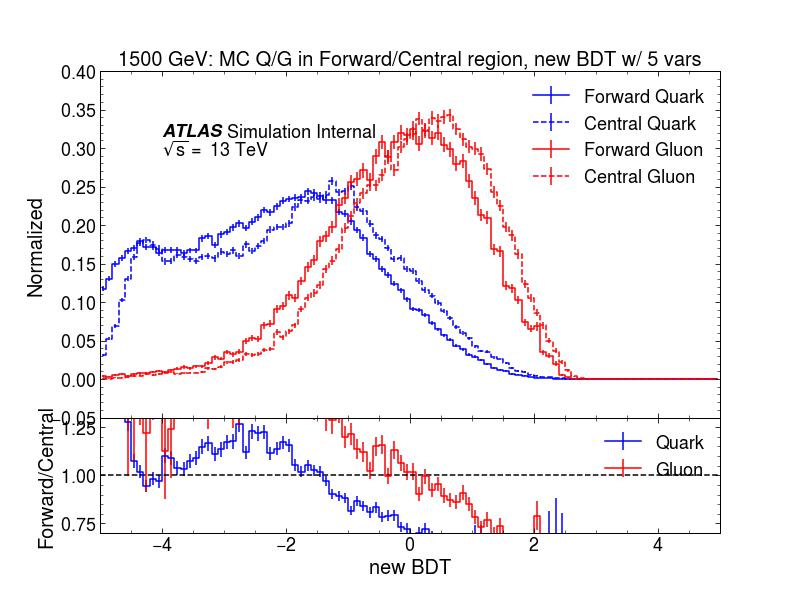 1500 GeV: MC Q/G in Forward/Central region, new BDT w/ 5 vars
0.40
0.35
0.30
0.25
0.20
0.15
0.10
0.05
0.00
−0.05
Normalized
ATLAS Simulation Internal
√s = 13 TeV
Forward Quark
Central Quark
Forward Gluon
Central Gluon
1.25
1.00
0.75
Forward/Central
Quark
Gluon
−4
−2
0
2
4
new BDT